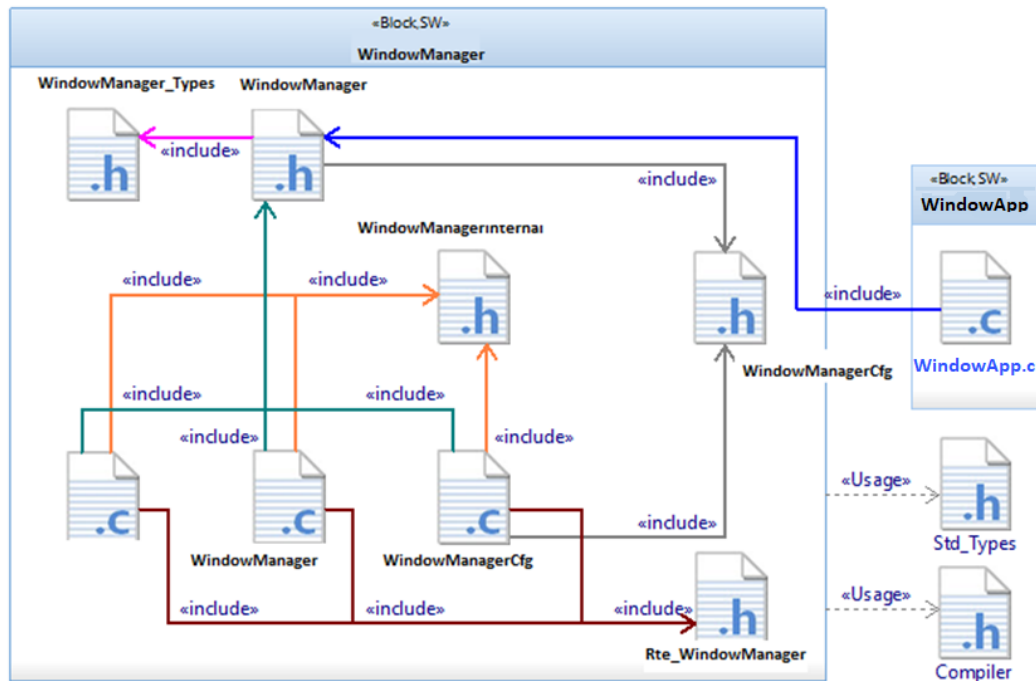 «Block,SW»
WindowManager
WindowManager_Types
WindowManager
.h
«include»
.h
«include»
«Block,SW»
WindowApp
WindowManagerInternal
«include»
«include»
.h
.h
«include»
.c
WindowManagerCfg
WindowApp.c
«include»
«include»
«include»
«include»
.c
.c
.c
«include»
«Usage»
.h
Std_Types
WindowManager
WindowManagerCfg
«include»
«include»
«include»
.h
«Usage»
.h
Rte_WindowManager
Compiler